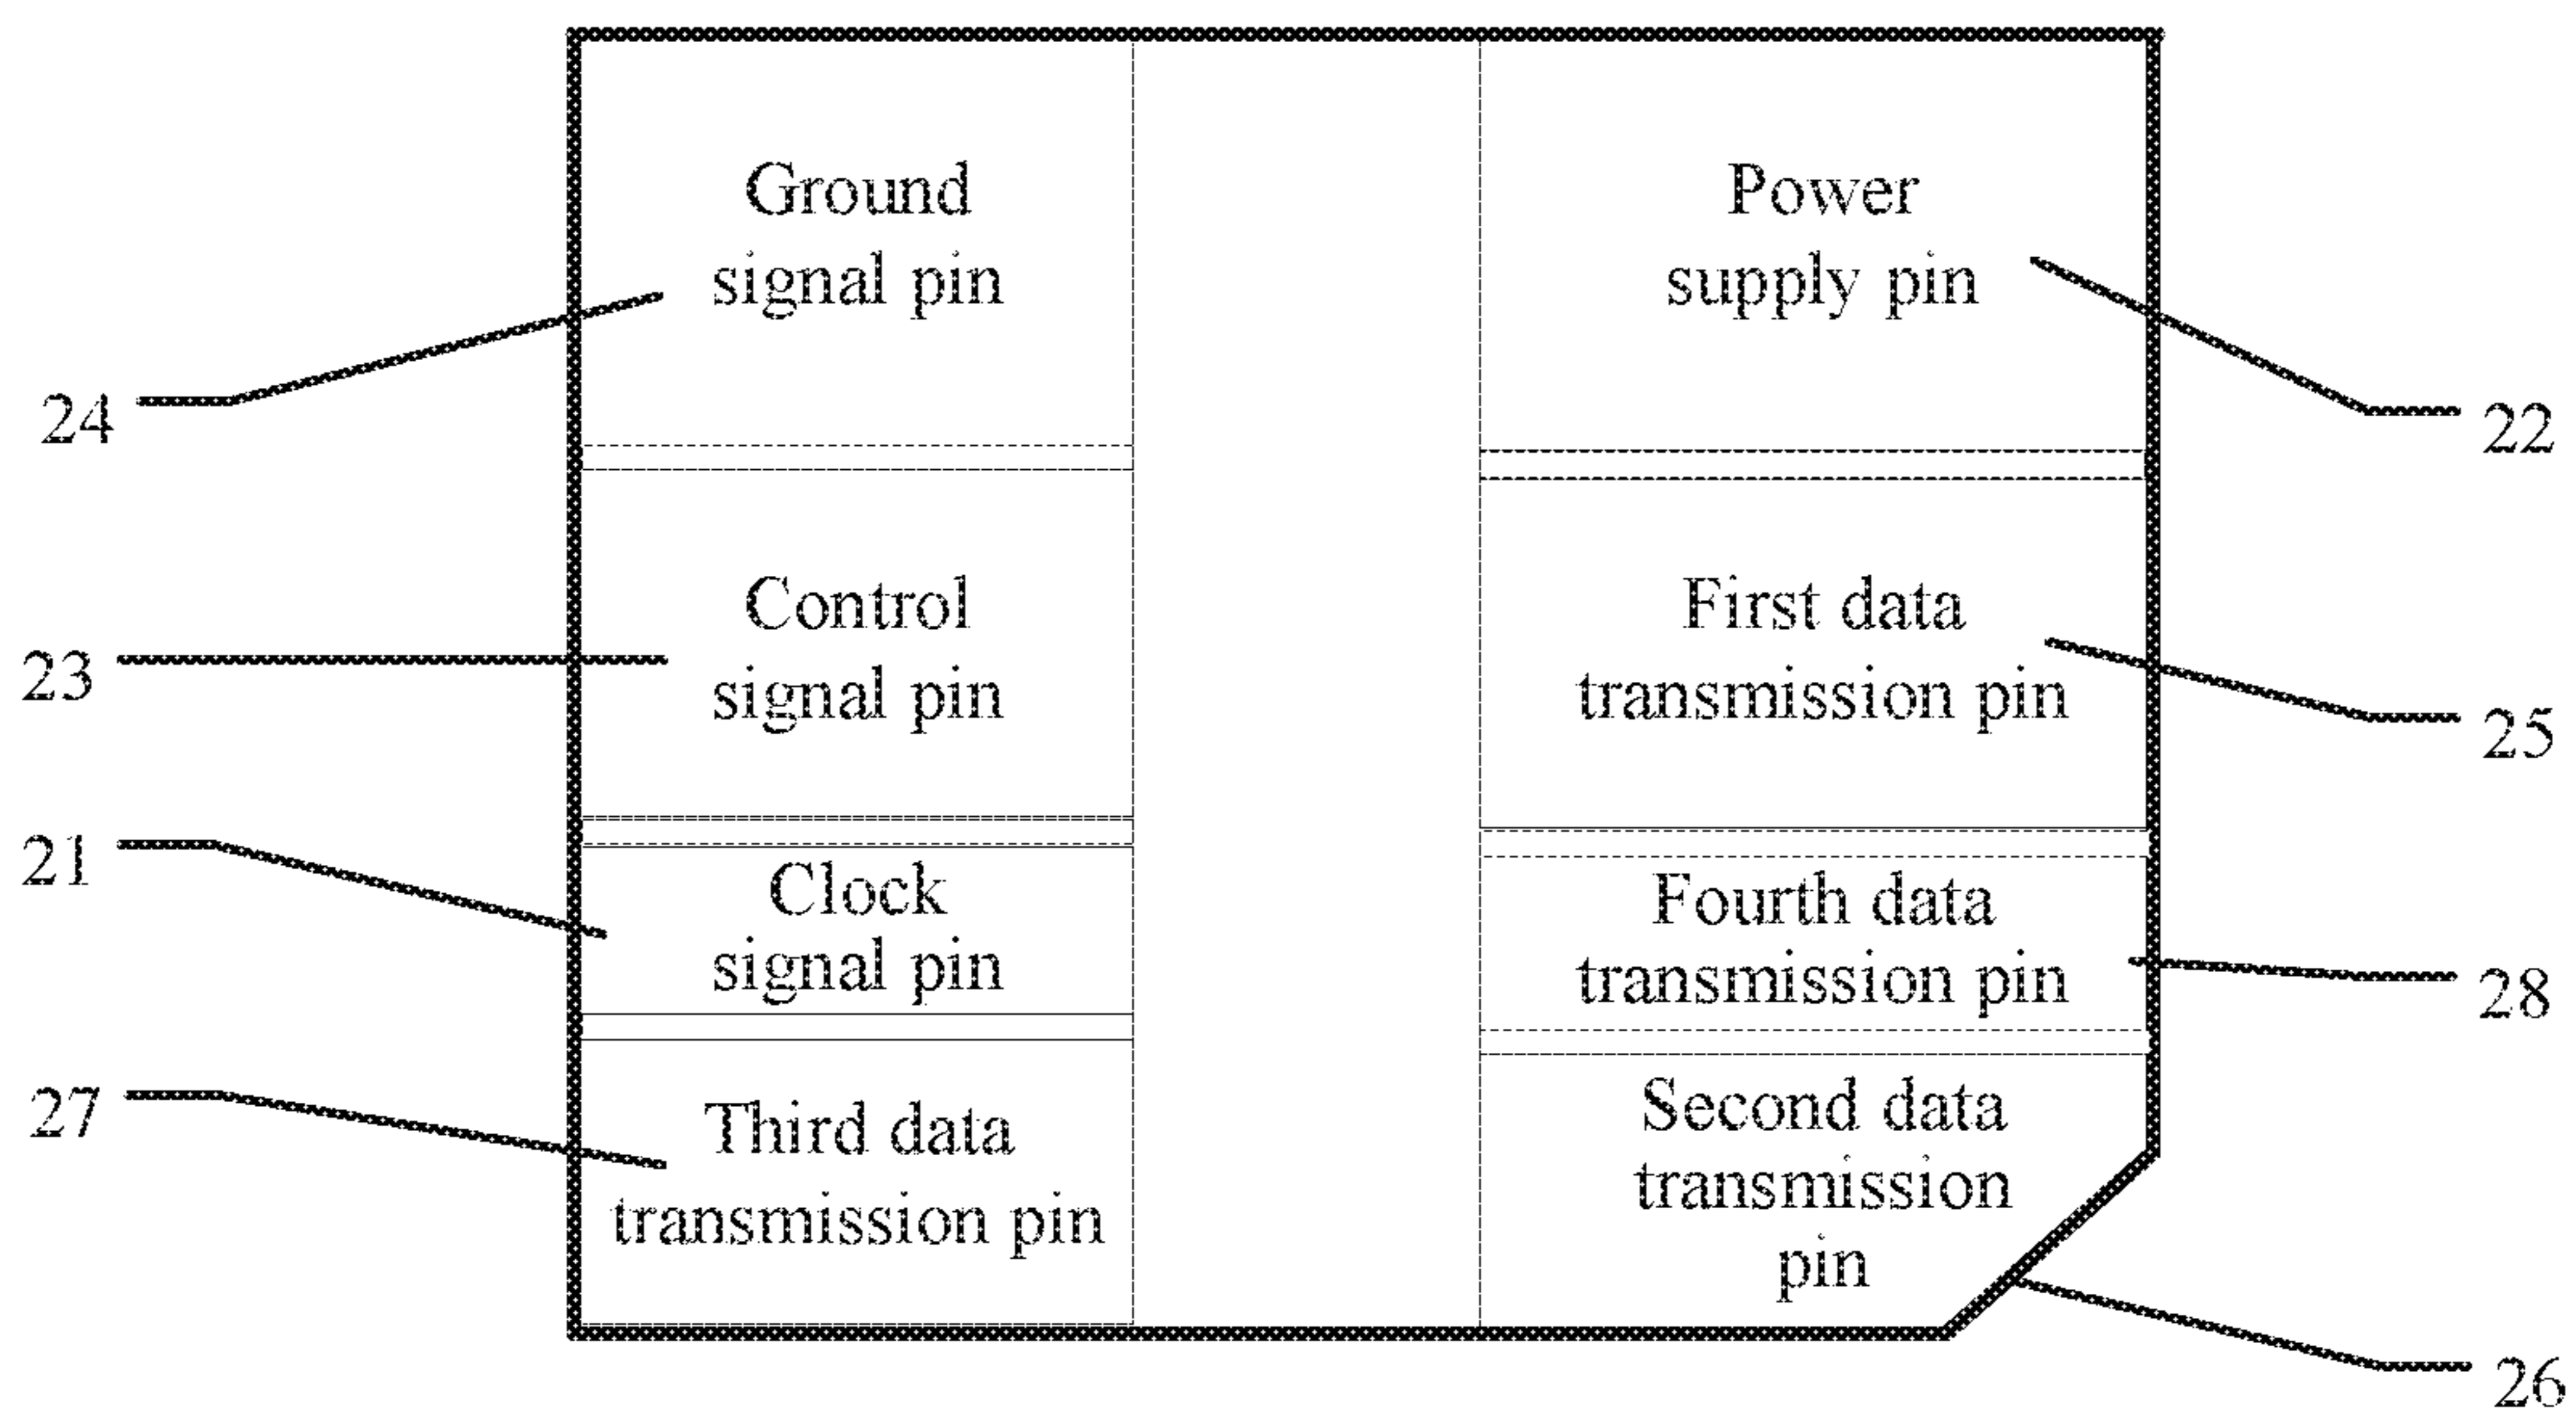 Ground
signal pin
Power
supply pin
24
22
Control
signal pin
First data
transmission pin
23
25
21
Clock
signal pin
Fourth data
transmission pin
28
27
Third data
transmission pin
Second data
transmission
pin
26